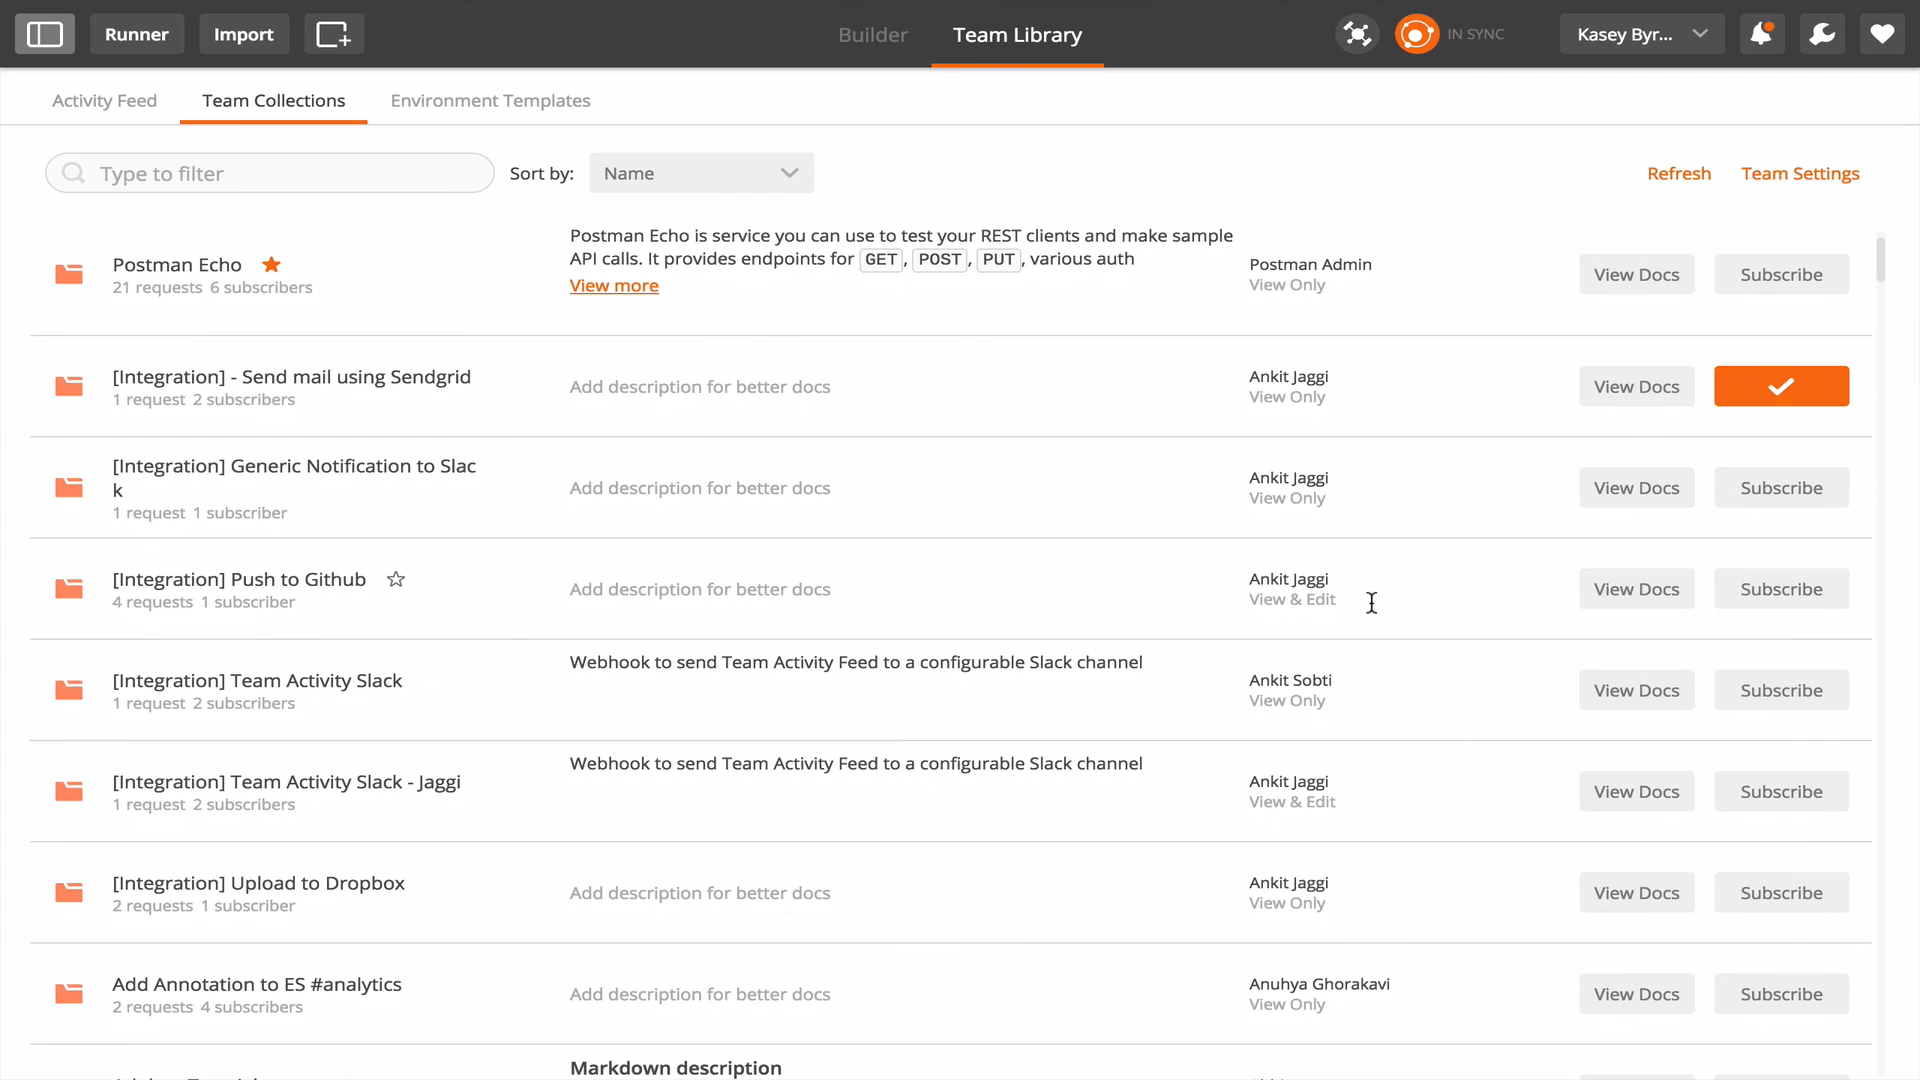 Runner
Import
Builder
Team Library
IN SYNC
Kasey Byr...
Activity Feed
Team Collections
Environment Templates
Type to filter
Sort by:
Name
Refresh
Team Settings
Postman Echo
21 requests 6 subscribers
Postman Echo is service you can use to test your REST clients and make sample
API calls. It provides endpoints for GET, POST, PUT, various auth
View more
Postman Admin
View Only
View Docs
Subscribe
[Integration] - Send mail using Sendgrid
1 request 2 subscribers
Add description for better docs
Ankit Jaggi
View Only
View Docs
[Integration] Generic Notification to Slac
k
1 request 1 subscriber
Add description for better docs
Ankit Jaggi
View Only
View Docs
Subscribe
[Integration] Push to Github
4 requests 1 subscriber
Add description for better docs
Ankit Jaggi
View & Edit
View Docs
Subscribe
[Integration] Team Activity Slack
1 request 2 subscribers
Webhook to send Team Activity Feed to a configurable Slack channel
Ankit Sobti
View Only
View Docs
Subscribe
[Integration] Team Activity Slack - Jaggi
1 request 2 subscribers
Webhook to send Team Activity Feed to a configurable Slack channel
Ankit Jaggi
View & Edit
View Docs
Subscribe
[Integration] Upload to Dropbox
2 requests 1 subscriber
Add description for better docs
Ankit Jaggi
View Only
View Docs
Subscribe
Add Annotation to ES #analytics
2 requests 4 subscribers
Add description for better docs
Anuhya Ghorakavi
View Only
View Docs
Subscribe
Markdown description